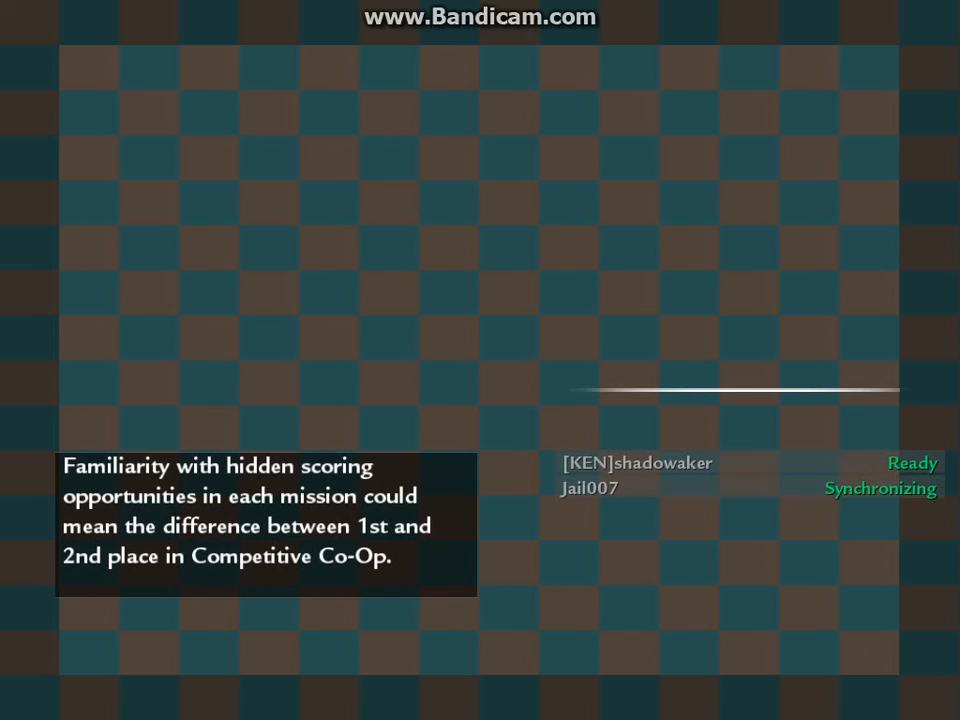 www.Bandicam.com
Familiarity with hidden scoring
opportunities in each mission could
mean the difference between 1st and
2nd place in Competitive Co-Op.
[KEN]shadowaker Ready
Jail007 Synchronizing